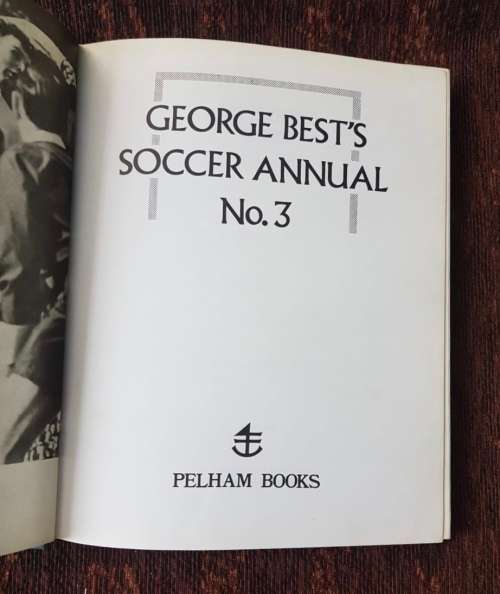 GEORGE BEST'S
SOCCER ANNUAL
No. 3
PELHAM BOOKS